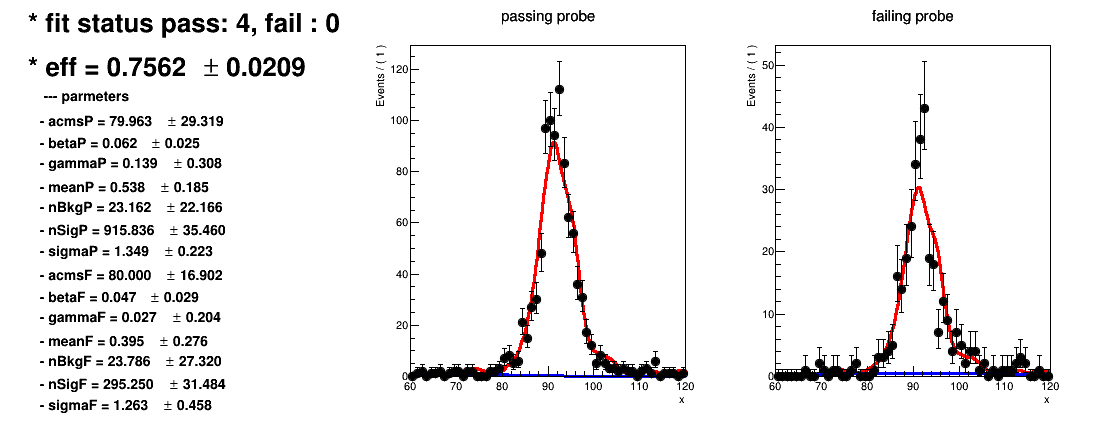 * fit status pass: 4, fail : 0
* eff = 0.7562 ± 0.0209
--- parmeters
- acmsP = 79.963 ± 29.319
- betaP = 0.062 ± 0.025
- gammaP = 0.139 ± 0.308
- meanP = 0.538 ± 0.185
- nBkgP = 23.162 ± 22.166
- nSigP = 915.836 ± 35.460
- sigmaP = 1.349 ± 0.223
- acmsF = 80.000 ± 16.902
- betaF = 0.047 ± 0.029
- gammaF = 0.027 ± 0.204
- meanF = 0.395 ± 0.276
- nBkgF = 23.786 ± 27.320
- nSigF = 295.250 ± 31.484
- sigmaF = 1.263 ± 0.458
passing probe
Events / ( 1 )
120
100
80
60
40
20
0
60 70 80 90 100 110 120
x
failing probe
Events / ( 1 )
50
40
30
20
10
0
60 70 80 90 100 110 120
x